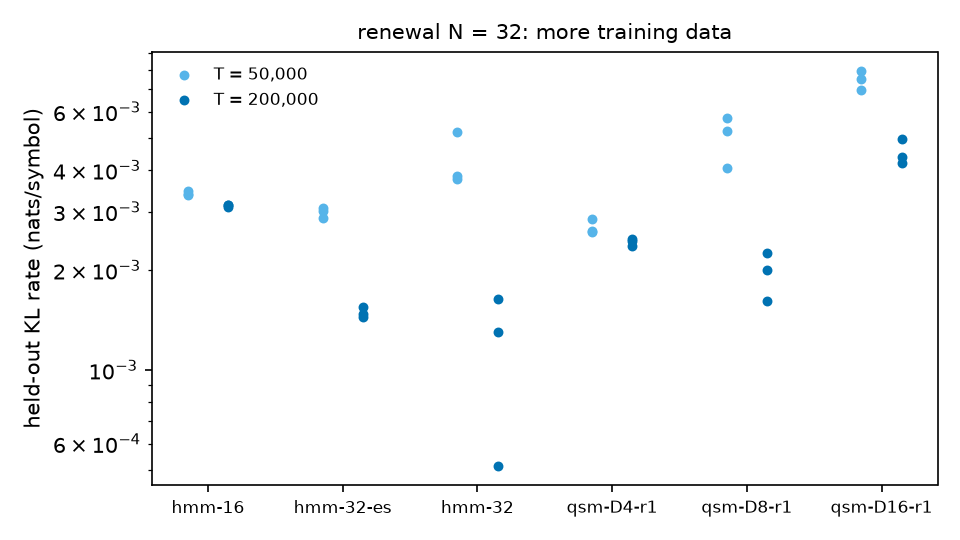 renewal N = 32: more training data
T = 50,000
T = 200,000
held-out KL rate (nats/symbol)
6 × 10⁻³
4 × 10⁻³
3 × 10⁻³
2 × 10⁻³
10⁻³
6 × 10⁻⁴
hmm-16 hmm-32-es hmm-32 qsm-D4-r1 qsm-D8-r1 qsm-D16-r1